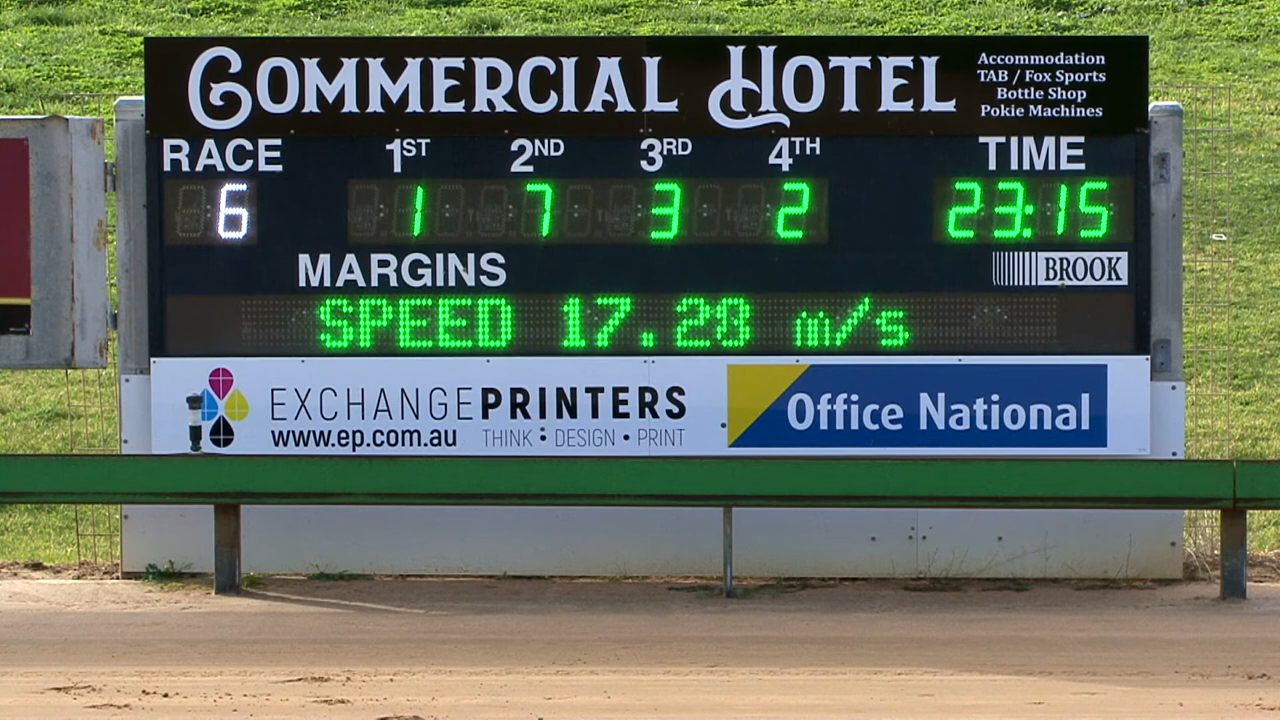 COMMERCIAL HOTEL
Accommodation
TAB / Fox Sports
Bottle Shop
Pokie Machines
RACE 1ST 2ND 3RD 4TH TIME
6 1 7 3 2 23:15
MARGINS
BROOK
SPEED 17.28 m/s
EXCHANGEPRINTERS
www.ep.com.au THINK • DESIGN • PRINT
Office National